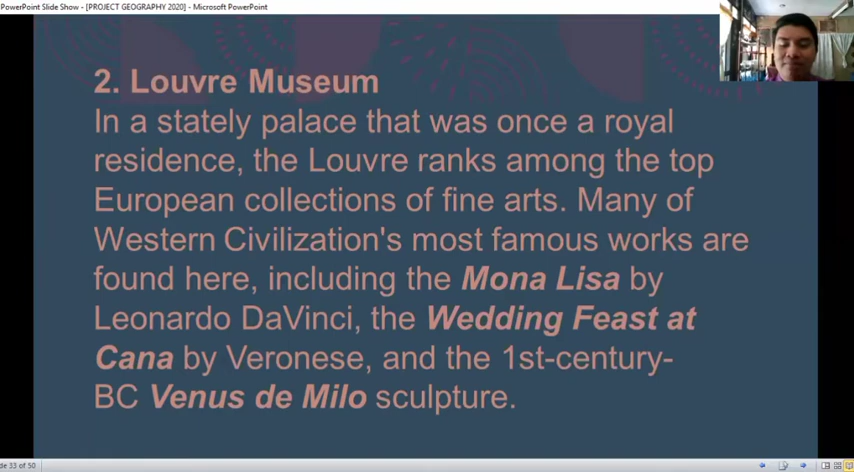 PowerPoint Slide Show - [PROJECT GEOGRAPHY 2020] - Microsoft PowerPoint
2. Louvre Museum
In a stately palace that was once a royal
residence, the Louvre ranks among the top
European collections of fine arts. Many of
Western Civilization's most famous works are
found here, including the Mona Lisa by
Leonardo DaVinci, the Wedding Feast at
Cana by Veronese, and the 1st-century-
BC Venus de Milo sculpture.
de 33 of 50